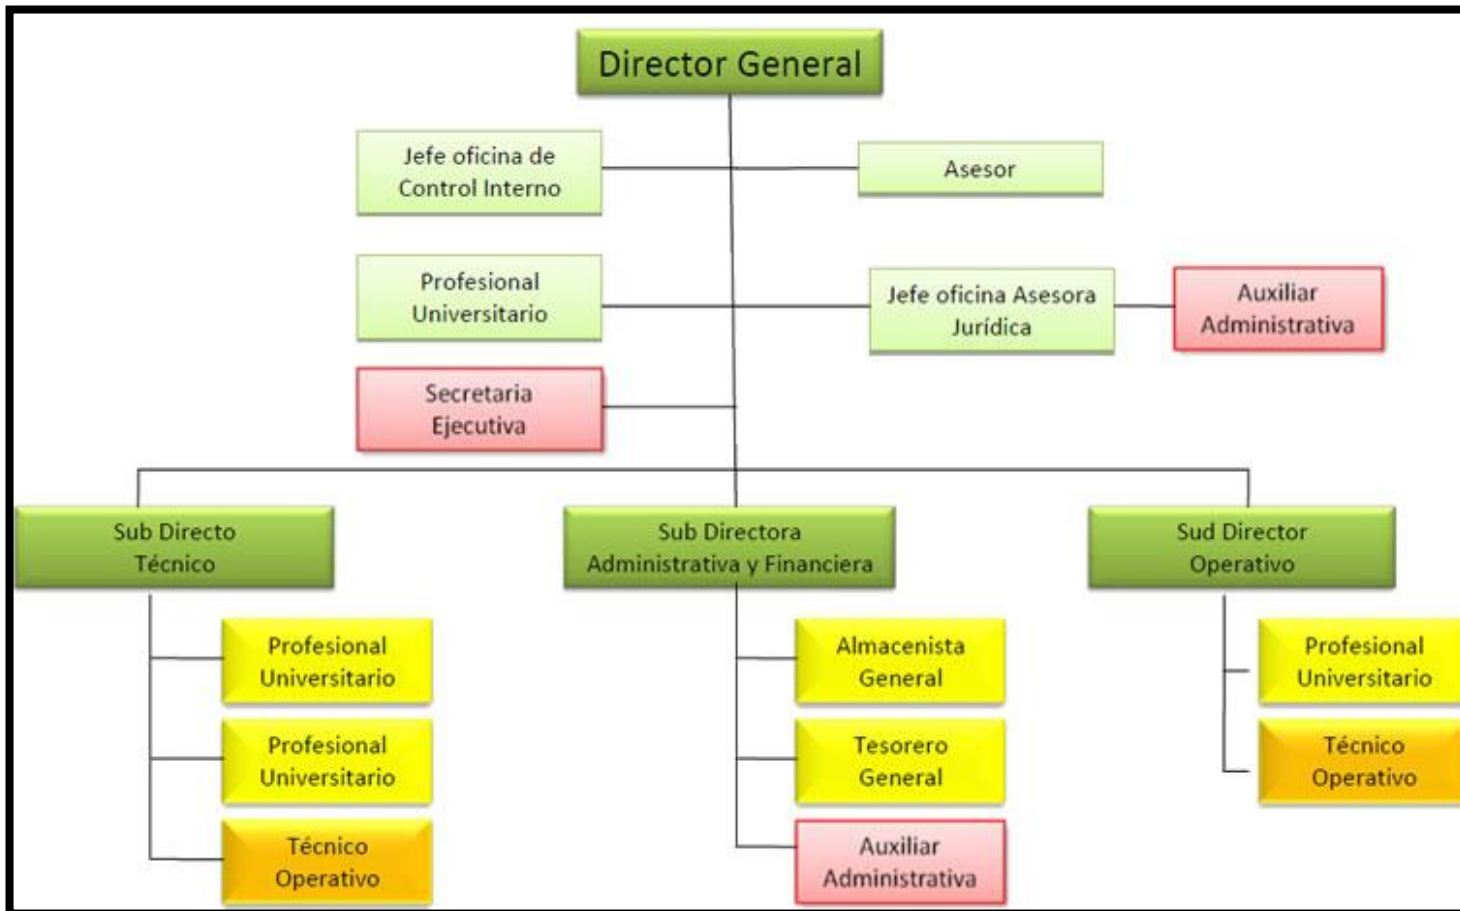 Director General
Jefe oficina de
Control Interno
Asesor
Profesional
Universitario
Jefe oficina Asesora
Jurídica
Auxiliar
Administrativa
Secretaria
Ejecutiva
Sub Directo
Técnico
Sub Directora
Administrativa y Financiera
Sud Director
Operativo
Profesional
Universitario
Almacenista
General
Profesional
Universitario
Profesional
Universitario
Tesorero
General
Técnico
Operativo
Técnico
Operativo
Auxiliar
Administrativa